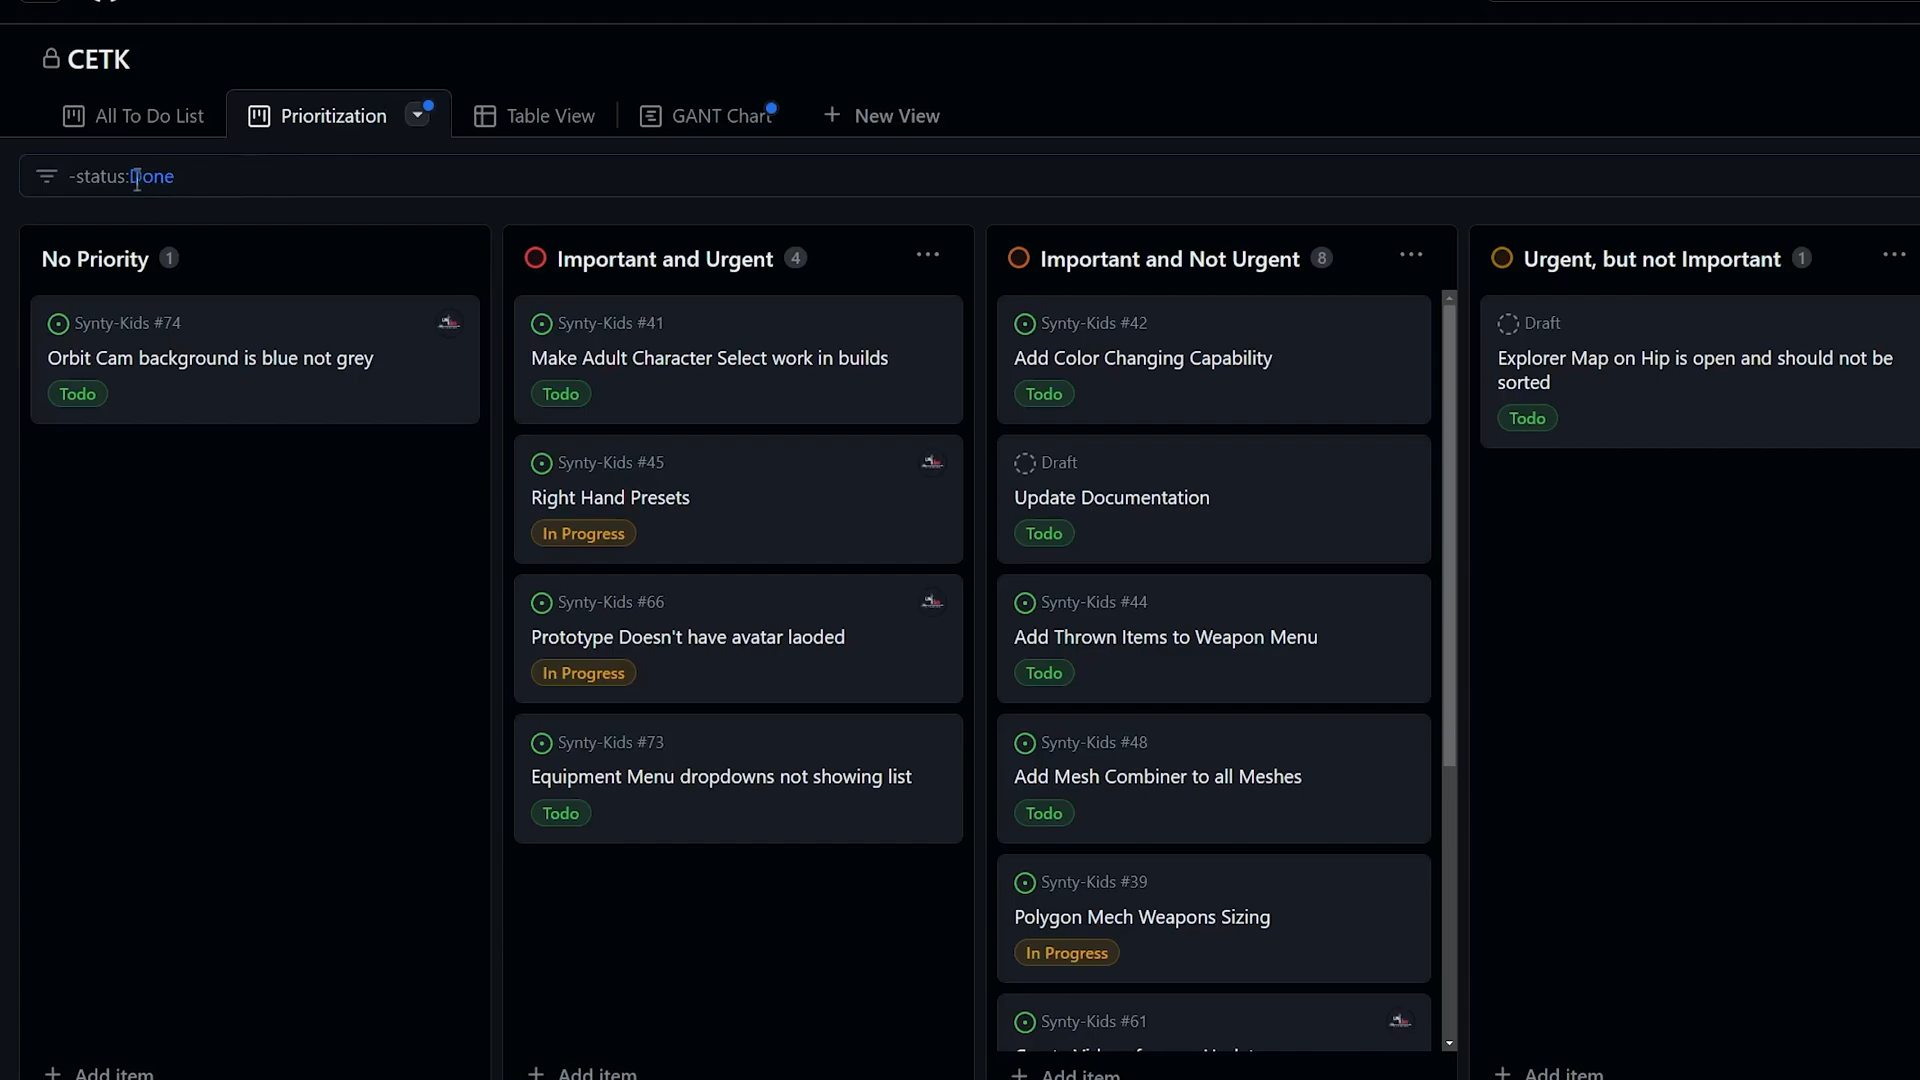 CETK
All To Do List
Prioritization
Table View
GANT Chart
New View
-status:Done
No Priority 1
Synty-Kids #74
Orbit Cam background is blue not grey
Todo
Add item
Important and Urgent 4
Synty-Kids #41
Make Adult Character Select work in builds
Todo
Synty-Kids #45
Right Hand Presets
In Progress
Synty-Kids #66
Prototype Doesn't have avatar laoded
In Progress
Synty-Kids #73
Equipment Menu dropdowns not showing list
Todo
Add item
Important and Not Urgent 8
Synty-Kids #42
Add Color Changing Capability
Todo
Draft
Update Documentation
Todo
Synty-Kids #44
Add Thrown Items to Weapon Menu
Todo
Synty-Kids #48
Add Mesh Combiner to all Meshes
Todo
Synty-Kids #39
Polygon Mech Weapons Sizing
In Progress
Synty-Kids #61
Add item
Urgent, but not Important 1
Draft
Explorer Map on Hip is open and should not be
sorted
Todo
Add item